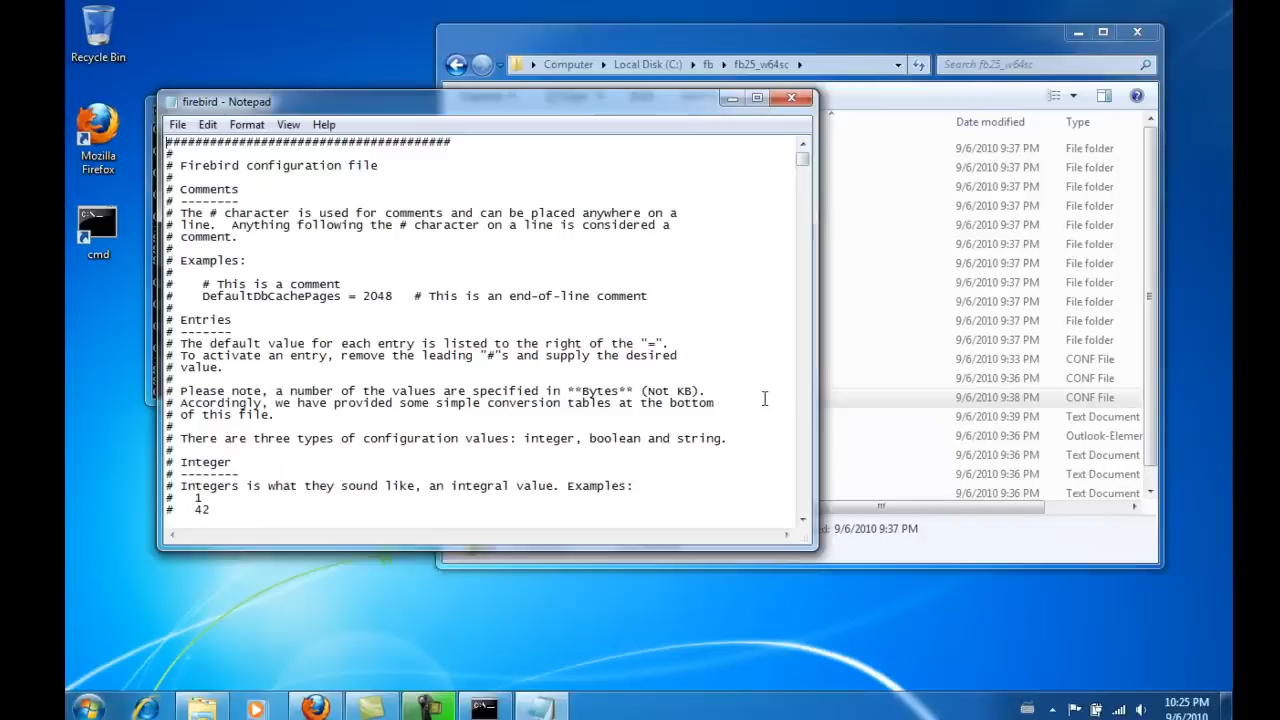 Recycle Bin
Mozilla
Firefox
cmd
Computer
Local Disk (C:)
fb
fb25_w64sc
Search fb25_w64sc
firebird - Notepad
File Edit Format View Help
#######################################
#
# Firebird configuration file
#
# Comments
# --------
# The # character is used for comments and can be placed anywhere on a
# line.  Anything following the # character on a line is considered a
# comment.
#
# Examples:
#
#    # This is a comment
#    DefaultDbCachePages = 2048   # This is an end-of-line comment
#
# Entries
# -------
# The default value for each entry is listed to the right of the "=".
# To activate an entry, remove the leading "#"s and supply the desired
# value.
#
# Please note, a number of the values are specified in **Bytes** (Not KB).
# Accordingly, we have provided some simple conversion tables at the bottom
# of this file.
#
# There are three types of configuration values: integer, boolean and string.
#
# Integer
# --------
# Integers is what they sound like, an integral value. Examples:
#   1
#   42
Date modified Type
9/6/2010 9:37 PM File folder
9/6/2010 9:37 PM File folder
9/6/2010 9:37 PM File folder
9/6/2010 9:37 PM File folder
9/6/2010 9:37 PM File folder
9/6/2010 9:37 PM File folder
9/6/2010 9:37 PM File folder
9/6/2010 9:37 PM File folder
9/6/2010 9:37 PM File folder
9/6/2010 9:37 PM File folder
9/6/2010 9:37 PM File folder
9/6/2010 9:33 PM CONF File
9/6/2010 9:36 PM CONF File
9/6/2010 9:38 PM CONF File
9/6/2010 9:39 PM Text Document
9/6/2010 9:36 PM Outlook-Elemer
9/6/2010 9:36 PM Text Document
9/6/2010 9:36 PM Text Document
9/6/2010 9:37 PM Text Document
9/6/2010 9:37 PM
10:25 PM
9/6/2010